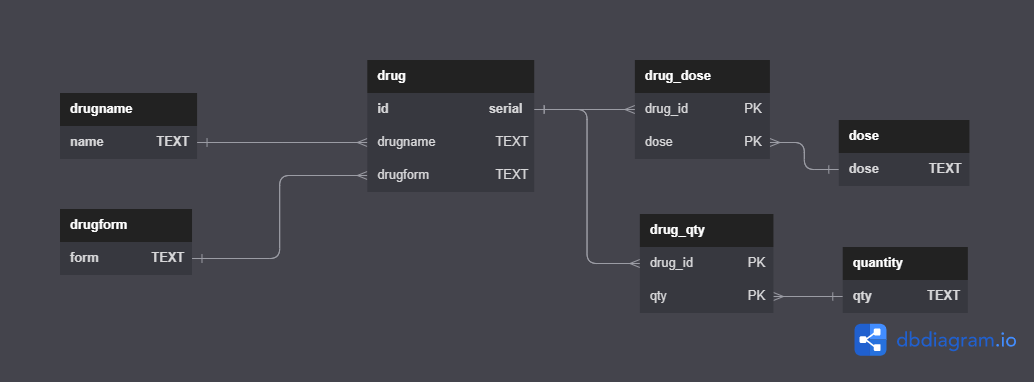 drugname
name TEXT
drugform
form TEXT
drug
id serial
drugname TEXT
drugform TEXT
drug_dose
drug_id PK
dose PK
drug_qty
drug_id PK
qty PK
dose
dose TEXT
quantity
qty TEXT
dbdiagram.io